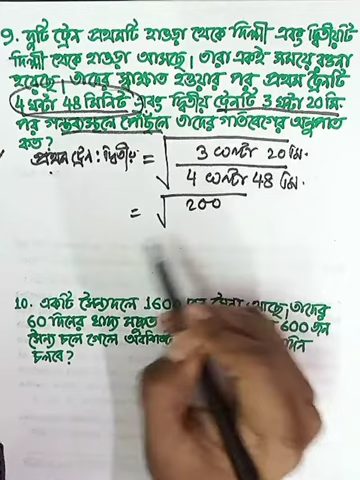 9. দুটি ট্রেন প্রথমটি হাওড়া থেকে দিল্লী এবং দ্বিতীয়টি
দিল্লী থেকে হাওড়া আসছে। তারা একই সময়ে রওনা
হয়েছে। তাদের সাক্ষাত হওয়ার পর প্রথম ট্রেনটি
4 ঘন্টা 48 মিনিট এবং দ্বিতীয় ট্রেনটি 3 ঘন্টা 20 মি.
পর গন্তব্যস্থলে পৌঁছলে তাদের গতিবেগের অনুপাত
কত?
প্রথম ট্রেন : দ্বিতীয় = √ 3 ঘন্টা 20 মি.
4 ঘন্টা 48 মি.
= √ 200
10. একটি সৈন্যদলে 1600 সৈন্য আছে, তাদের
60 দিনের খাদ্য মজুত 600 জন
সৈন্য চলে গেলে দিন
চলবে?